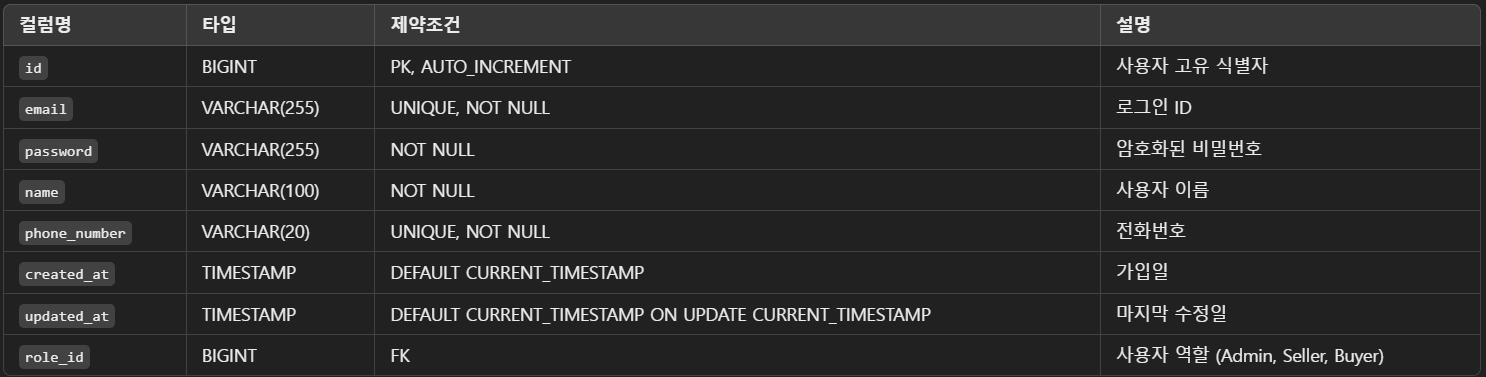 컬럼명 타입 제약조건 설명
id BIGINT PK, AUTO_INCREMENT 사용자 고유 식별자
email VARCHAR(255) UNIQUE, NOT NULL 로그인 ID
password VARCHAR(255) NOT NULL 암호화된 비밀번호
name VARCHAR(100) NOT NULL 사용자 이름
phone_number VARCHAR(20) UNIQUE, NOT NULL 전화번호
created_at TIMESTAMP DEFAULT CURRENT_TIMESTAMP 가입일
updated_at TIMESTAMP DEFAULT CURRENT_TIMESTAMP ON UPDATE CURRENT_TIMESTAMP 마지막 수정일
role_id BIGINT FK 사용자 역할 (Admin, Seller, Buyer)